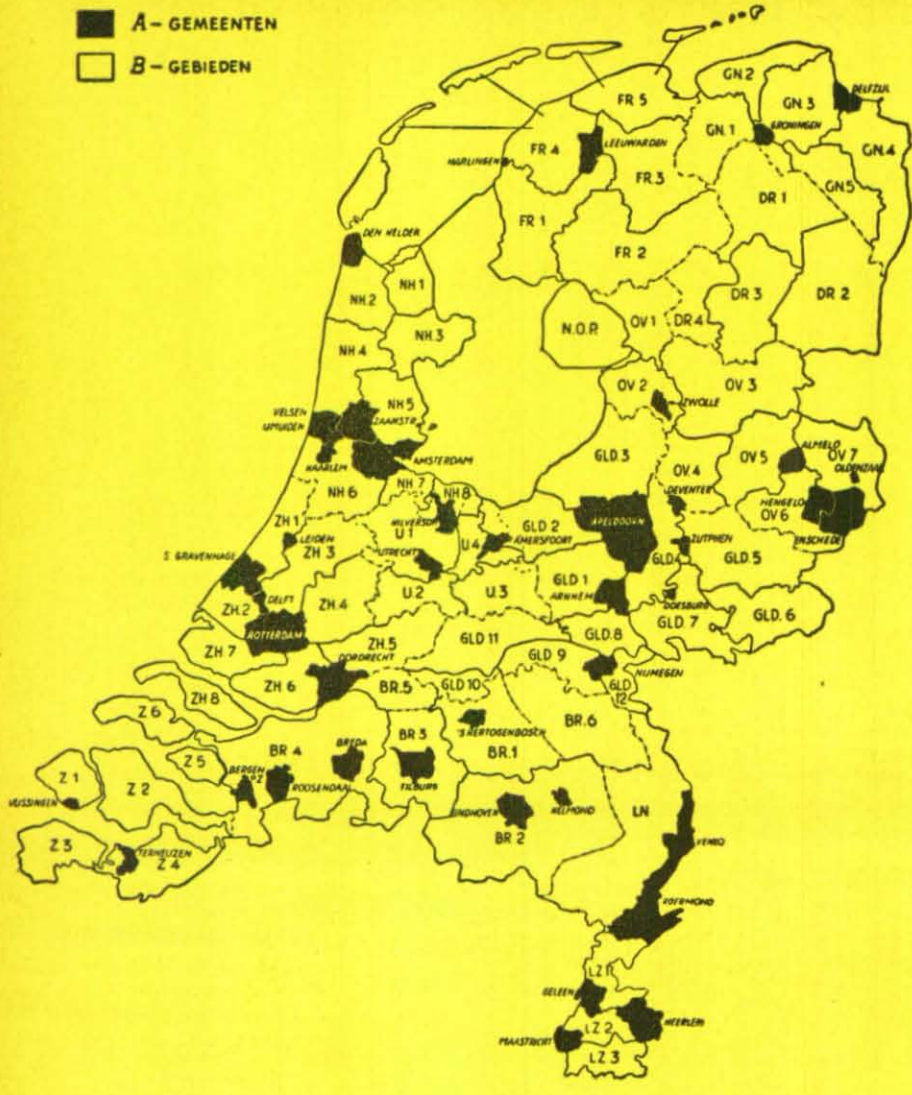 A - GEMEENTEN
B - GEBIEDEN
GN.2
FR 5
GN.3
DELFZIJL
GN.1
GRONINGEN
LEEUWARDEN
FR 4
HARLINGEN
GN.4
FR.3
GN.5
DR 1
FR 1
DEN HELDER
FR 2
NH 1
NH.2
DR 3
DR 2
N.O.P.
OV 1
DR 4
NH.3
NH 4
OV 2
OV 3
ZWOLLE
NH 5
VELSEN
IJMUIDEN
ZAANSTR.
HAARLEM
AMSTERDAM
GLD.3
OV.4
OV 5
ALMELO
OV 7
OLDENZAAL
DEVENTER
NH 6
NH 7
NH 8
HENGELO
OV 6
ENSCHEDE
APELDOORN
ZH 1
LEIDEN
ZH 3
HILVERSUM
U 1
UTRECHT
U 4
GLD 2
AMERSFOORT
ZUTPHEN
GLD.4
GLD.5
S GRAVENHAGE
DELFT
ZH.2
ZH.4
U.2
U.3
GLD 1
ARNHEM
DOESBURG
GLD.7
GLD.6
ROTTERDAM
ZH.7
ZH.5
DORDRECHT
GLD 11
GLD.8
GLD 9
NIJMEGEN
GLD
12
ZH 6
BR.5
GLD 10
ZH 8
Z 6
'S HERTOGENBOSCH
BR.6
BR 3
BR.1
Z 5
BR 4
BREDA
BERGEN
OPZ
ROOSENDAAL
TILBURG
Z 1
Z 2
VLISSINGEN
EINDHOVEN
HELMOND
BR 2
LN
VENLO
Z 3
TERNEUZEN
Z 4
ROERMOND
LZ 1
GELEEN
HEERLEN
LZ 2
MAASTRICHT
LZ 3